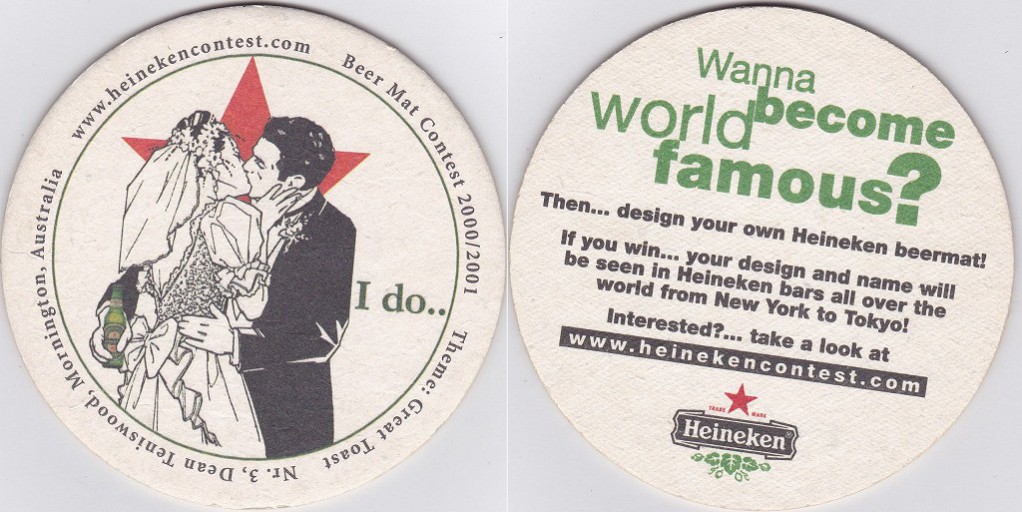 www.heinekencontest.com
Beer Mat Contest 2000/2001
Theme: Great Toast
Nr. 3, Dean Teniswood, Mornington, Australia
I do..
Wanna
become
world
famous?
Then... design your own Heineken beermat!
If you win... your design and name will
be seen in Heineken bars all over the
world from New York to Tokyo!
Interested?... take a look at
www.heinekencontest.com
TRADE MARK
Heineken®